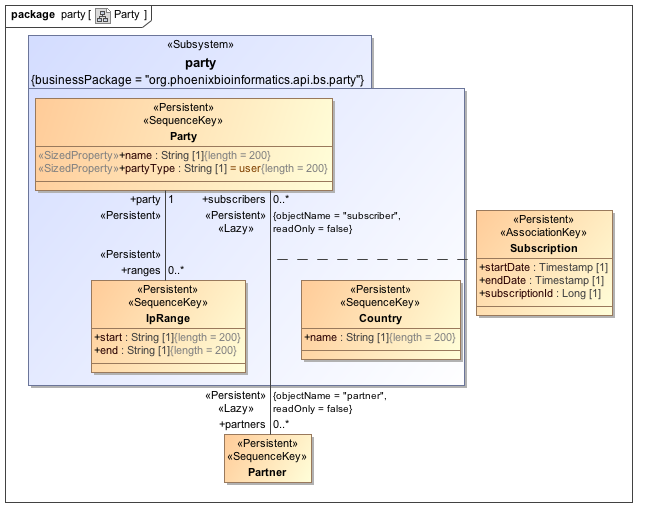 package party [ Party ]
«Subsystem»
party
{businessPackage = "org.phoenixbioinformatics.api.bs.party"}
«Persistent»
«SequenceKey»
Party
«SizedProperty»+name : String [1]{length = 200}
«SizedProperty»+partyType : String [1] = user{length = 200}
+party 1
«Persistent»
+subscribers 0..*
«Persistent» {objectName = "subscriber",
«Lazy» readOnly = false}
«Persistent»
+ranges 0..*
«Persistent»
«AssociationKey»
Subscription
+startDate : Timestamp [1]
+endDate : Timestamp [1]
+subscriptionId : Long [1]
«Persistent»
«SequenceKey»
IpRange
+start : String [1]{length = 200}
+end : String [1]{length = 200}
«Persistent»
«SequenceKey»
Country
+name : String [1]{length = 200}
«Persistent» {objectName = "partner",
«Lazy» readOnly = false}
+partners 0..*
«Persistent»
«SequenceKey»
Partner